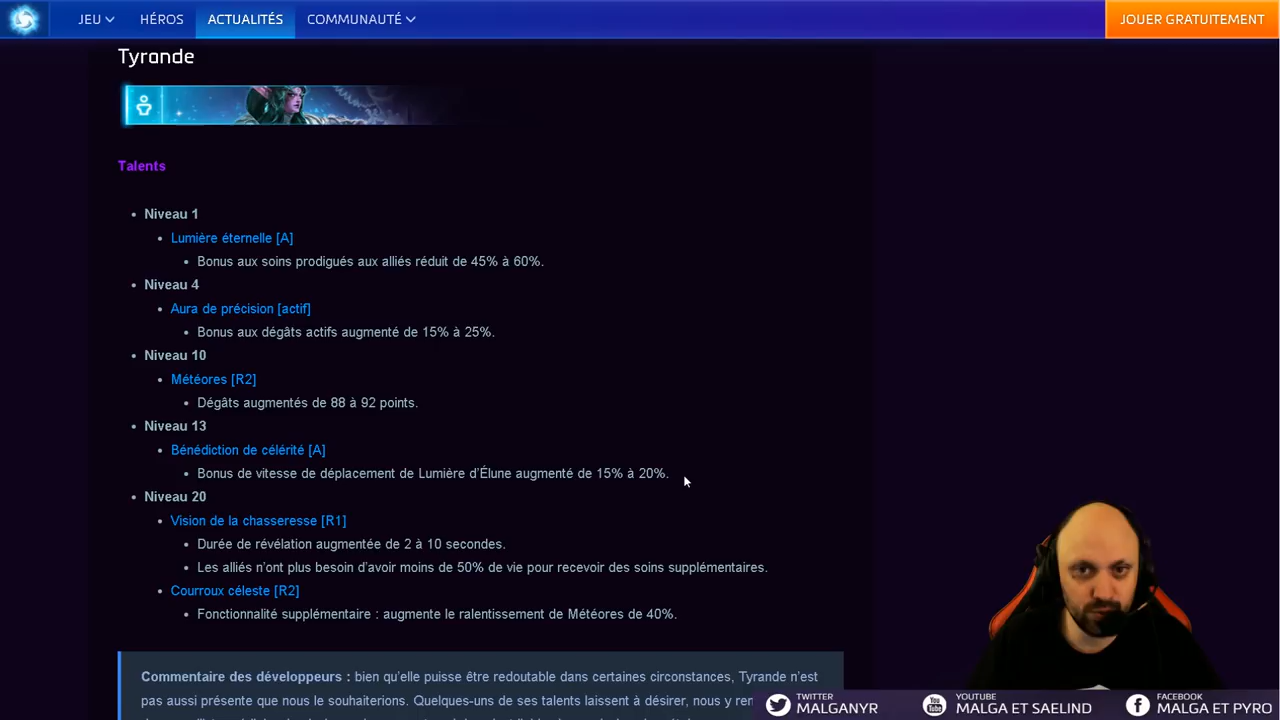 JEU HÉROS ACTUALITÉS COMMUNAUTÉ JOUER GRATUITEMENT
Tyrande
Talents
Niveau 1
Lumière éternelle [A]
Bonus aux soins prodigués aux alliés réduit de 45% à 60%.
Niveau 4
Aura de précision [actif]
Bonus aux dégâts actifs augmenté de 15% à 25%.
Niveau 10
Météores [R2]
Dégâts augmentés de 88 à 92 points.
Niveau 13
Bénédiction de célérité [A]
Bonus de vitesse de déplacement de Lumière d'Élune augmenté de 15% à 20%.
Niveau 20
Vision de la chasseresse [R1]
Durée de révélation augmentée de 2 à 10 secondes.
Les alliés n'ont plus besoin d'avoir moins de 50% de vie pour recevoir des soins supplémentaires.
Courroux céleste [R2]
Fonctionnalité supplémentaire : augmente le ralentissement de Météores de 40%.
Commentaire des développeurs : bien qu'elle puisse être redoutable dans certaines circonstances, Tyrande n'est
pas aussi présente que nous le souhaiterions. Quelques-uns de ses talents laissent à désirer, nous y
TWITTER
MALGANYR
YOUTUBE
MALGA ET SAELIND
FACEBOOK
MALGA ET PYRO